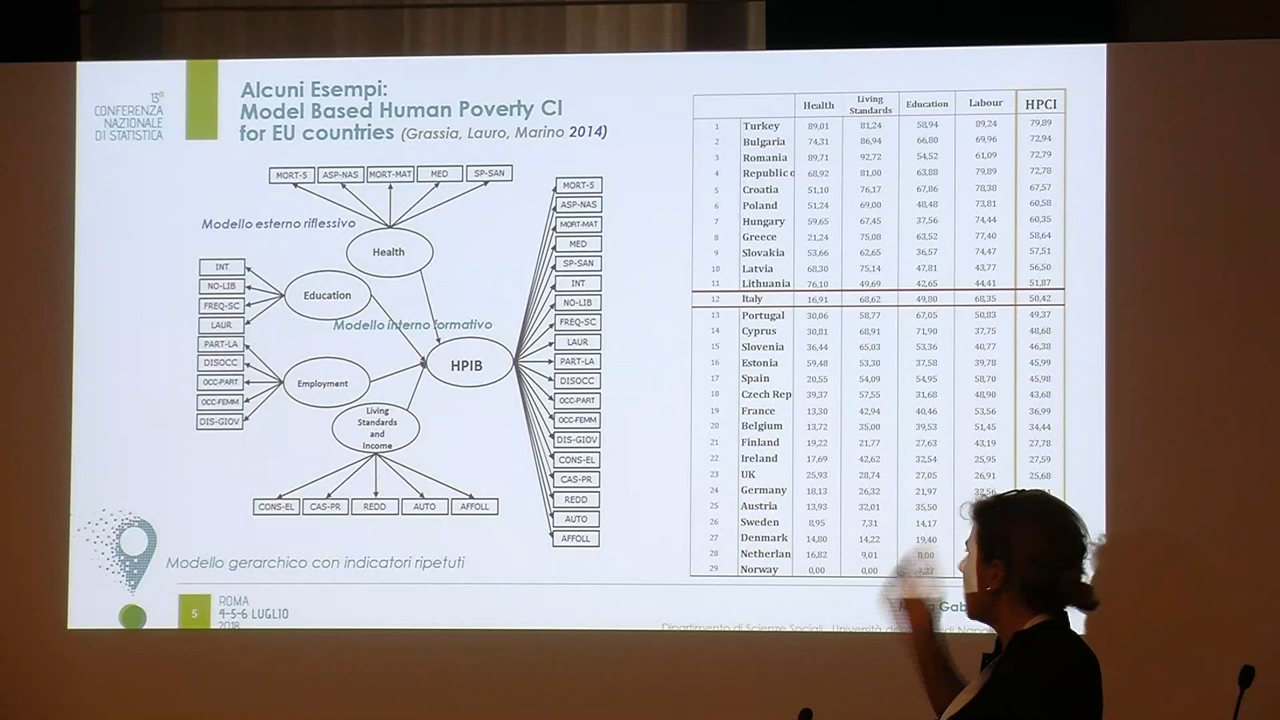 13a
CONFERENZA
NAZIONALE
DI STATISTICA
Alcuni Esempi:
Model Based Human Poverty CI
for EU countries (Grassia, Lauro, Marino 2014)
MORT-5 ASP-NAS MORT-MAT MED SP-SAN
Modello esterno riflessivo
Health
INT
NO-LIB
FREQ-SC
LAUR
Education
Modello interno formativo
PART-LA
DISOCC
OCC-PART
OCC-FEMM
DIS-GIOV
Employment
HPIB
Living
Standards
and
Income
CONS-EL CAS-PR REDD AUTO AFFOLL
MORT-5
ASP-NAS
MORT-MAT
MED
SP-SAN
INT
NO-LIB
FREQ-SC
LAUR
PART-LA
DISOCC
OCC-PART
OCC-FEMM
DIS-GIOV
CONS-EL
CAS-PR
REDD
AUTO
AFFOLL
Modello gerarchico con indicatori ripetuti
Health Living Standards Education Labour HPCI
1 Turkey 89,01 81,24 58,94 89,24 79,89
2 Bulgaria 74,31 86,94 66,80 69,96 72,94
3 Romania 89,71 92,72 54,52 61,09 72,79
4 Republic o 68,92 81,00 63,88 79,89 72,78
5 Croatia 51,10 76,17 67,86 78,38 67,57
6 Poland 51,24 69,00 48,48 73,81 60,58
7 Hungary 59,65 67,45 37,56 74,44 60,35
8 Greece 21,24 75,08 63,52 77,40 58,64
9 Slovakia 53,66 62,65 36,57 74,47 57,51
10 Latvia 68,30 75,14 47,81 43,77 56,50
11 Lithuania 76,10 49,69 42,65 44,41 51,87
12 Italy 16,91 68,62 49,80 68,35 50,42
13 Portugal 30,06 58,77 67,05 50,83 49,37
14 Cyprus 30,81 68,91 71,90 37,75 48,68
15 Slovenia 36,44 65,03 53,36 40,77 46,38
16 Estonia 59,48 53,30 37,58 39,78 45,99
17 Spain 20,55 54,09 54,95 58,70 45,98
18 Czech Rep 39,37 57,55 31,68 48,90 43,68
19 France 13,30 42,94 40,46 53,56 36,99
20 Belgium 13,72 35,00 39,53 51,45 34,44
21 Finland 19,22 21,77 27,63 43,19 27,78
22 Ireland 17,69 42,62 32,54 25,95 27,59
23 UK 25,93 28,74 27,05 26,91 25,68
24 Germany 18,13 26,32 21,97 32,56
25 Austria 13,93 32,01 35,50
26 Sweden 8,95 7,31 14,17
27 Denmark 14,80 14,22 19,40
28 Netherlan 16,82 9,01 0,00
29 Norway 0,00 0,00
5
ROMA
4-5-6 LUGLIO
2018
Gab
Dipartimento di Scienze Sociali, Università